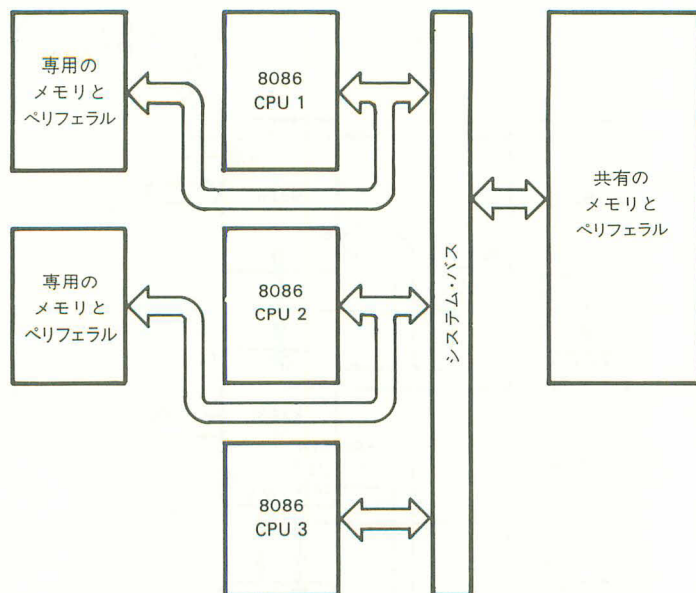 専用の
メモリと
ペリフェラル
8086
CPU 1
専用の
メモリと
ペリフェラル
8086
CPU 2
8086
CPU 3
システム・バス
共有の
メモリと
ペリフェラル